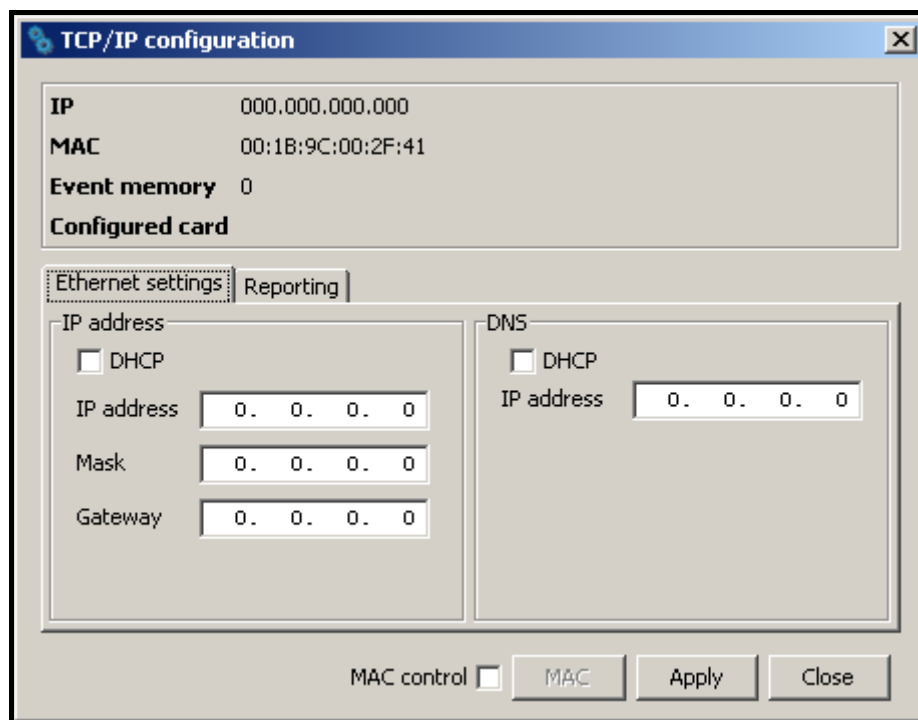 TCP/IP configuration
IP 000.000.000.000
MAC 00:1B:9C:00:2F:41
Event memory 0
Configured card
Ethernet settings Reporting
IP address
DHCP
IP address 0. 0. 0. 0
Mask 0. 0. 0. 0
Gateway 0. 0. 0. 0
DNS
DHCP
IP address 0. 0. 0. 0
MAC control MAC Apply Close